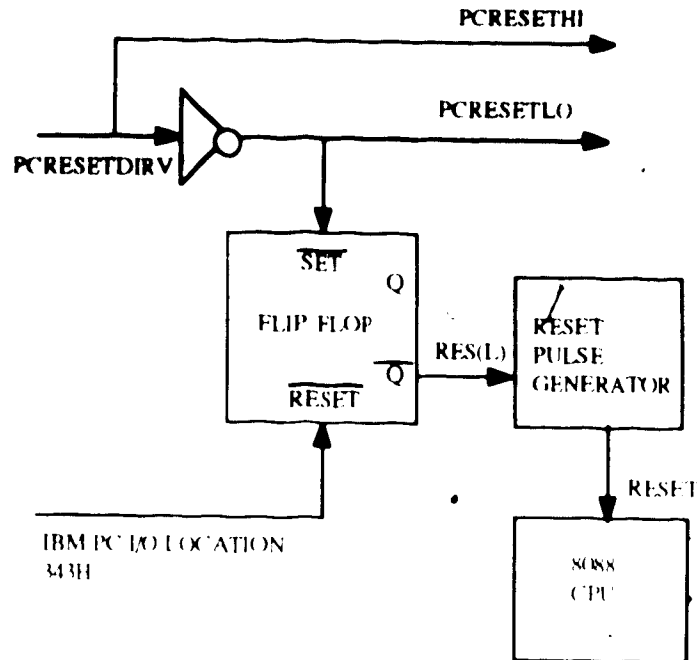 PCRESETHI
PCRESETLO
PCRESETDIRV
SET
Q
FLIP FLOP
RES(L)
Q
RESET
RESET
PULSE
GENERATOR
RESET
IBM PC I/O LOCATION
343H
8088
CPU